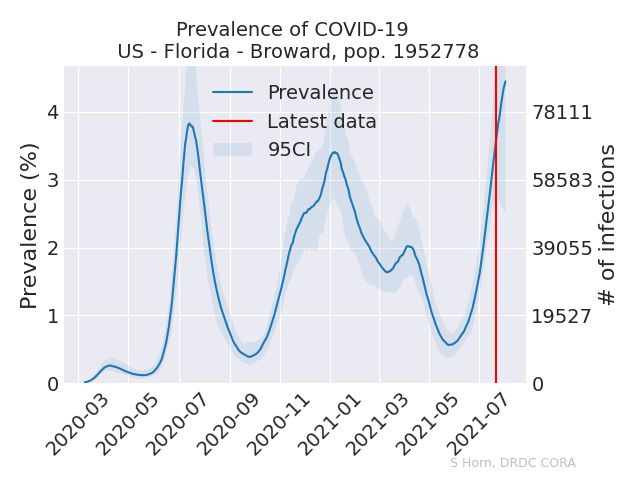 Prevalence of COVID-19
US - Florida - Broward, pop. 1952778
Prevalence
Latest data
95CI
Prevalence (%)
4
3
2
1
0
# of infections
78111
58583
39055
19527
0
2020-03
2020-05
2020-07
2020-09
2020-11
2021-01
2021-03
2021-05
2021-07
S Horn, DRDC CORA